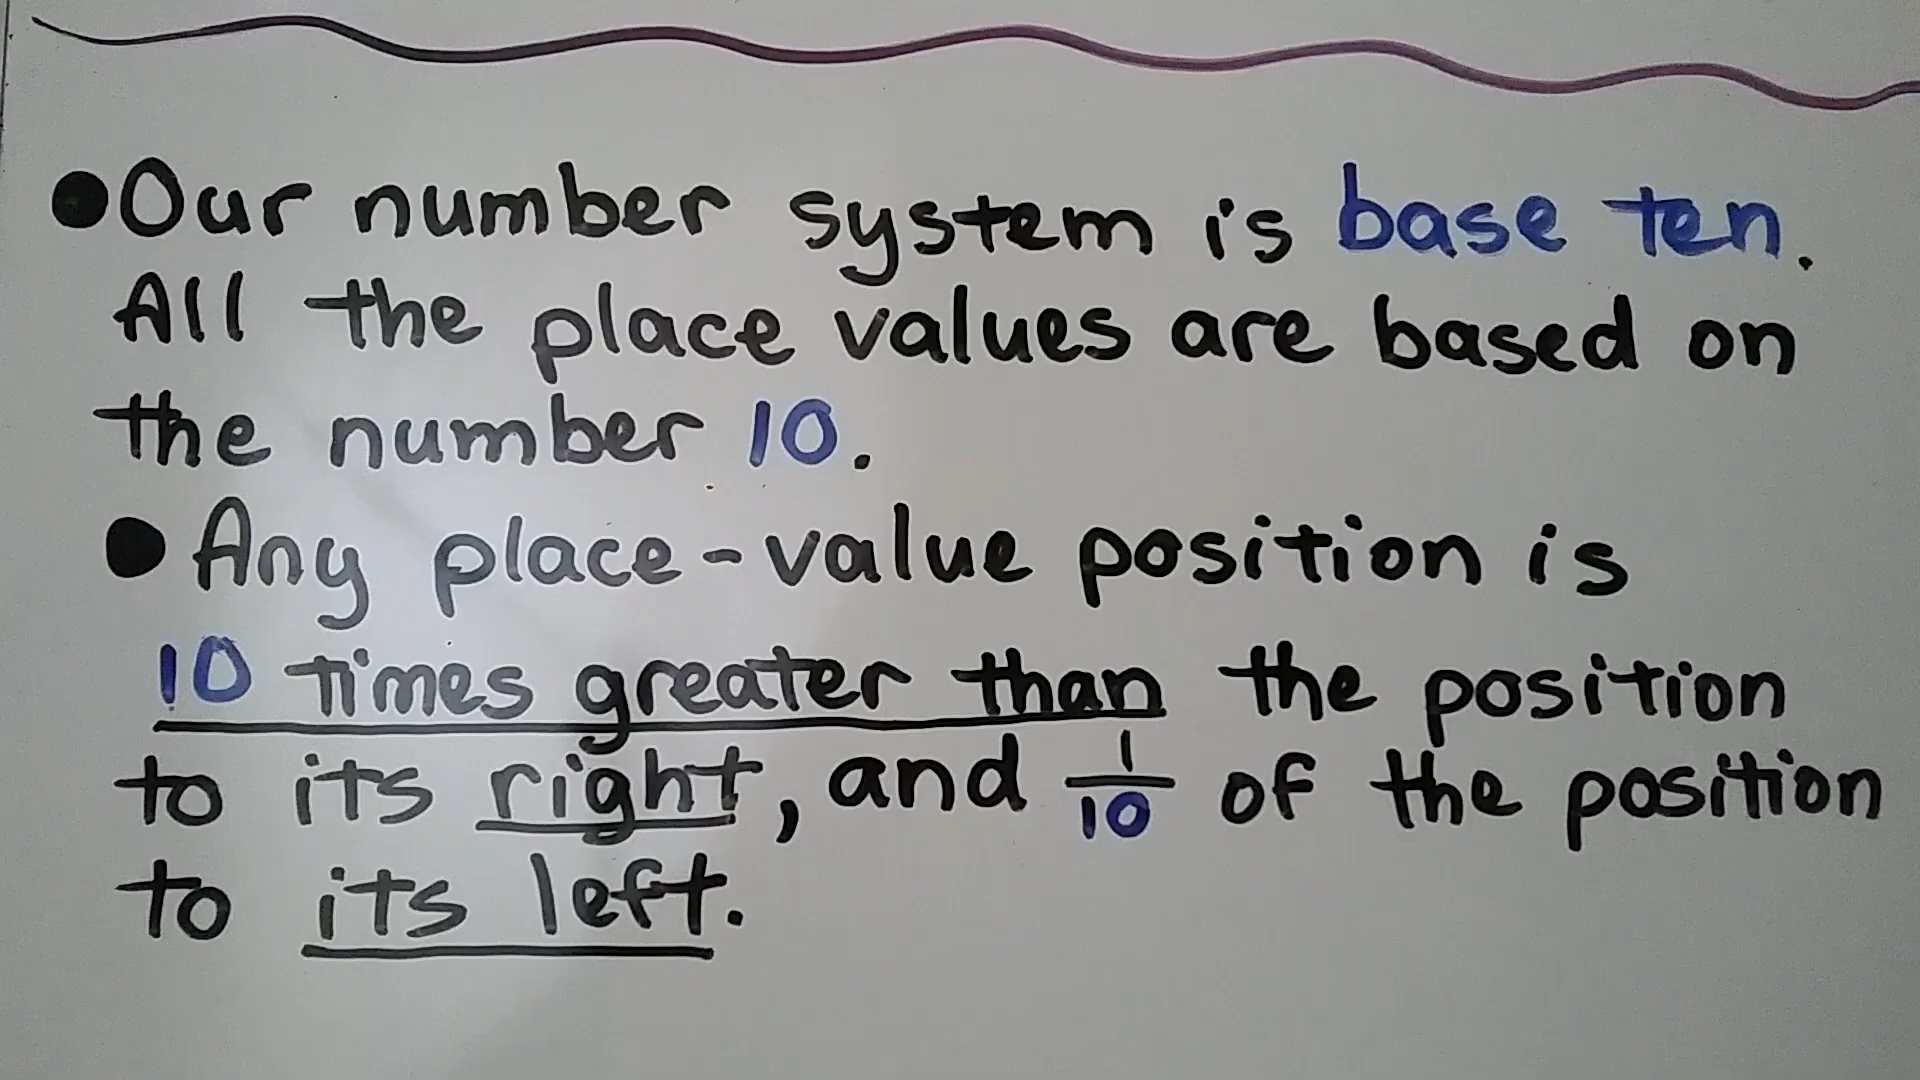 ●Our number system is base ten.
All the place values are based on
the number 10.
●Any place-value position is
10 times greater than the position
to its right, and 1/10 of the position
to its left.